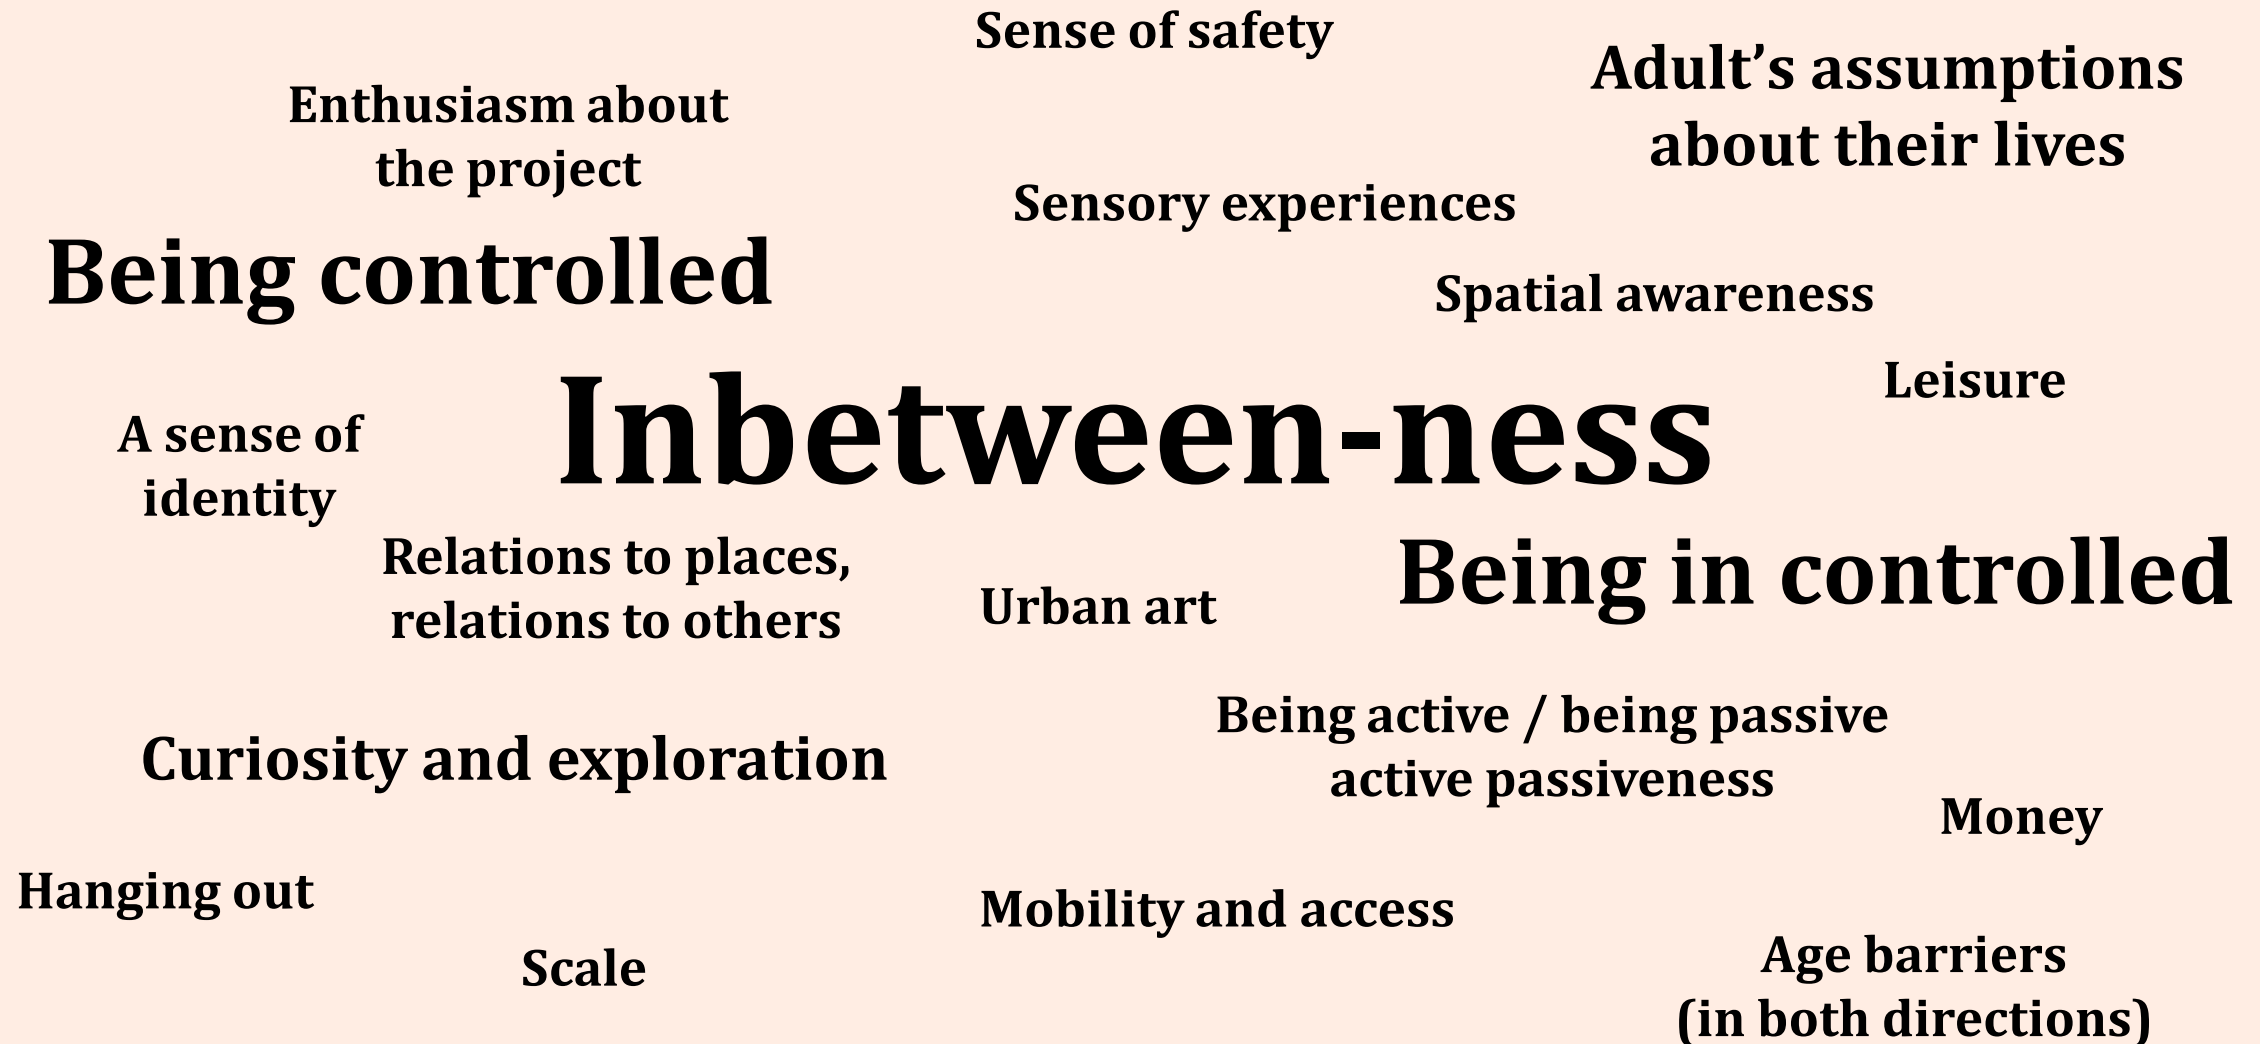 Sense of safety
Adult’s assumptions
about their lives
Enthusiasm about
the project
Sensory experiences
Being controlled
Spatial awareness
Leisure
Inbetween-ness
A sense of
identity
Relations to places,
relations to others
Urban art
Being in controlled
Being active / being passive
active passiveness
Curiosity and exploration
Money
Hanging out
Mobility and access
Scale
Age barriers
(in both directions)